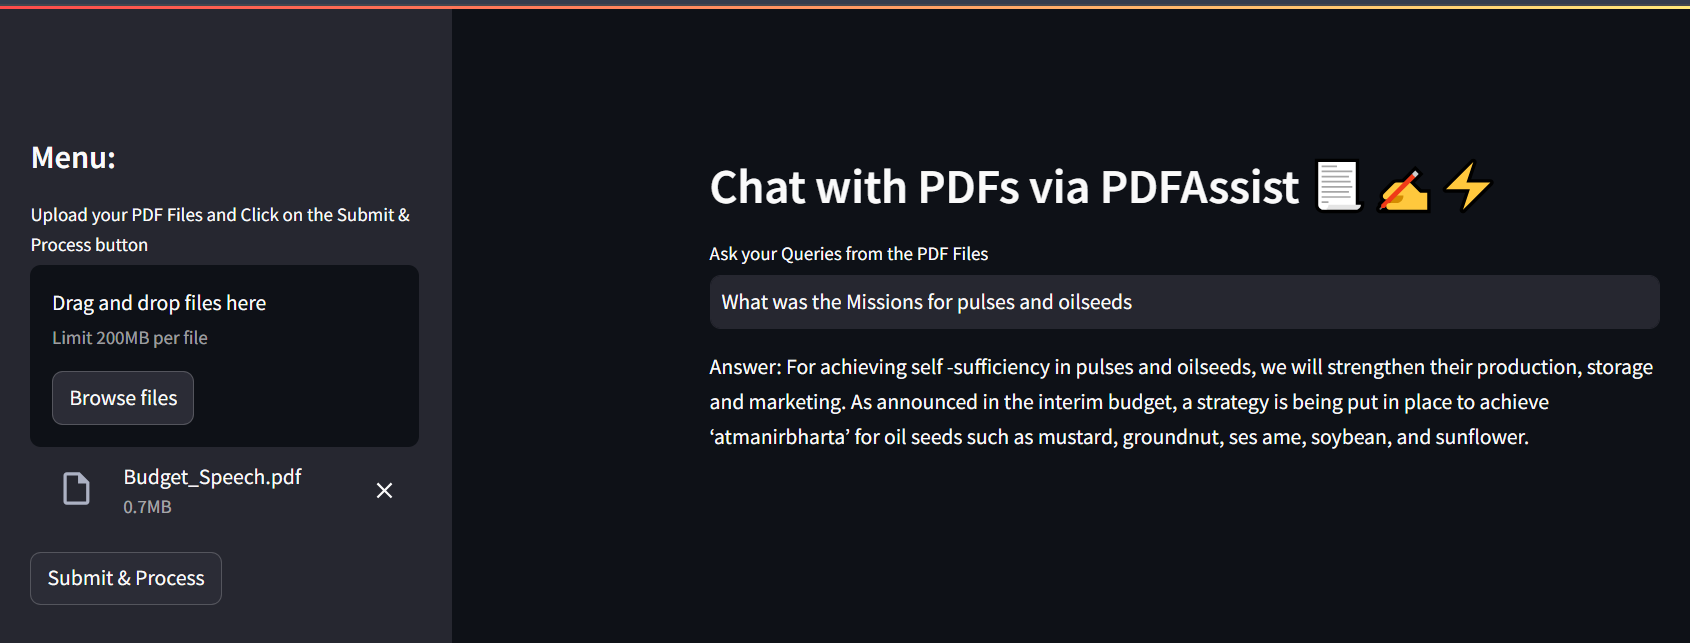 Menu:
Upload your PDF Files and Click on the Submit &
Process button
Drag and drop files here
Limit 200MB per file
Browse files
Budget_Speech.pdf
0.7MB
Submit & Process
Chat with PDFs via PDFAssist 📃✍️⚡
Ask your Queries from the PDF Files
What was the Missions for pulses and oilseeds
Answer: For achieving self -sufficiency in pulses and oilseeds, we will strengthen their production, storage
and marketing. As announced in the interim budget, a strategy is being put in place to achieve
‘atmanirbharta’ for oil seeds such as mustard, groundnut, ses ame, soybean, and sunflower.